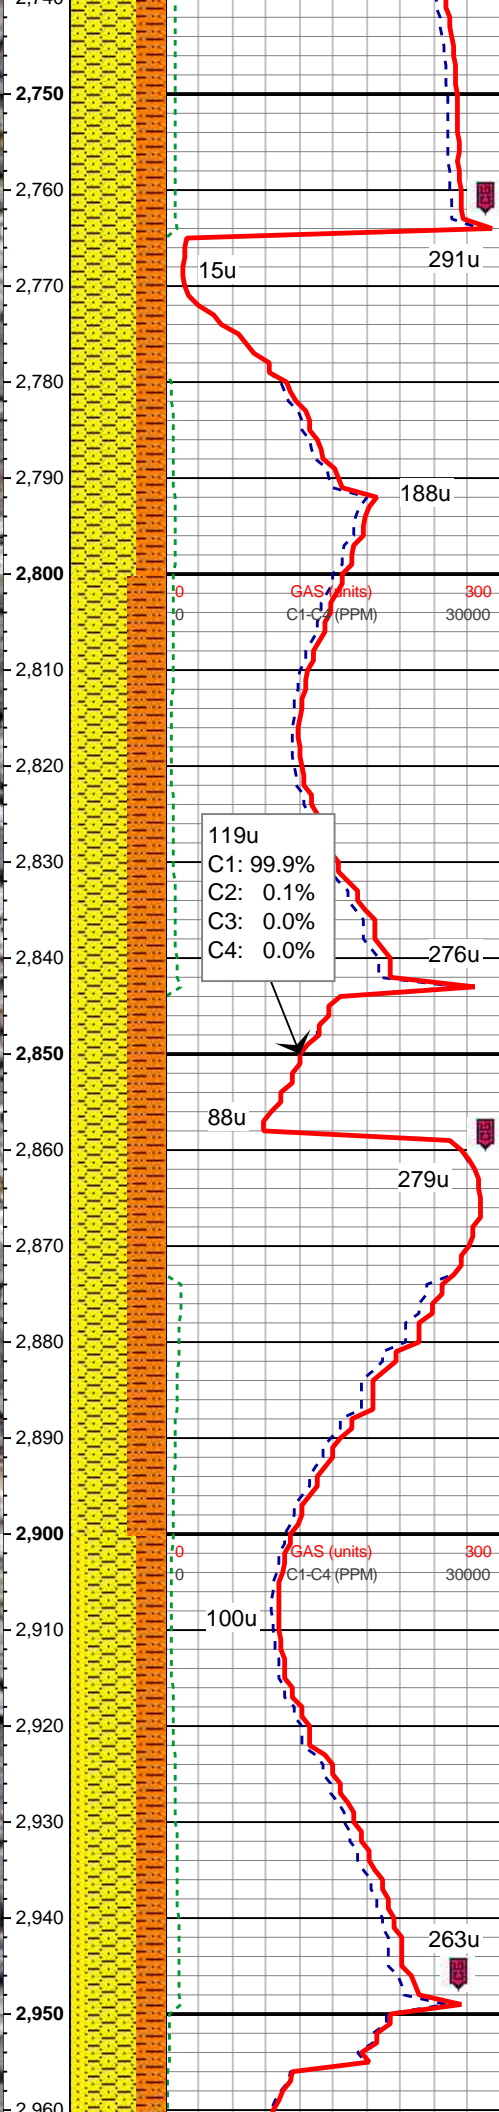 2,740
2,750
2,760
291u
15u
2,770
2,780
2,790
188u
2,800
0 GAS (units) 300
0 C1-C4 (PPM) 30000
2,810
2,820
119u
2,830
C1: 99.9%
C2: 0.1%
C3: 0.0%
C4: 0.0%
2,840
276u
2,850
88u
2,860
279u
2,870
2,880
2,890
2,900
0 GAS (units) 300
0 C1-C4 (PPM) 30000
2,910
100u
2,920
2,930
2,940
263u
2,950
2,960